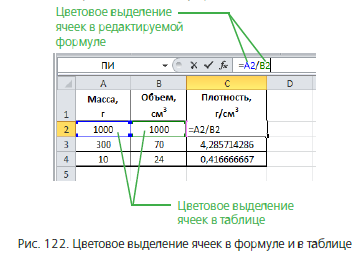 Цветовое выделение
ячеек в редактируемой
формуле
ПИ =A2/B2
A B C D
1 Масса, г Объем, см³ Плотность, г/см³
2 1000 1000 =A2/B2
3 300 70 4,285714286
4 10 24 0,416666667
5
Цветовое выделение
ячеек в таблице
Рис. 122. Цветовое выделение ячеек в формуле и в таблице